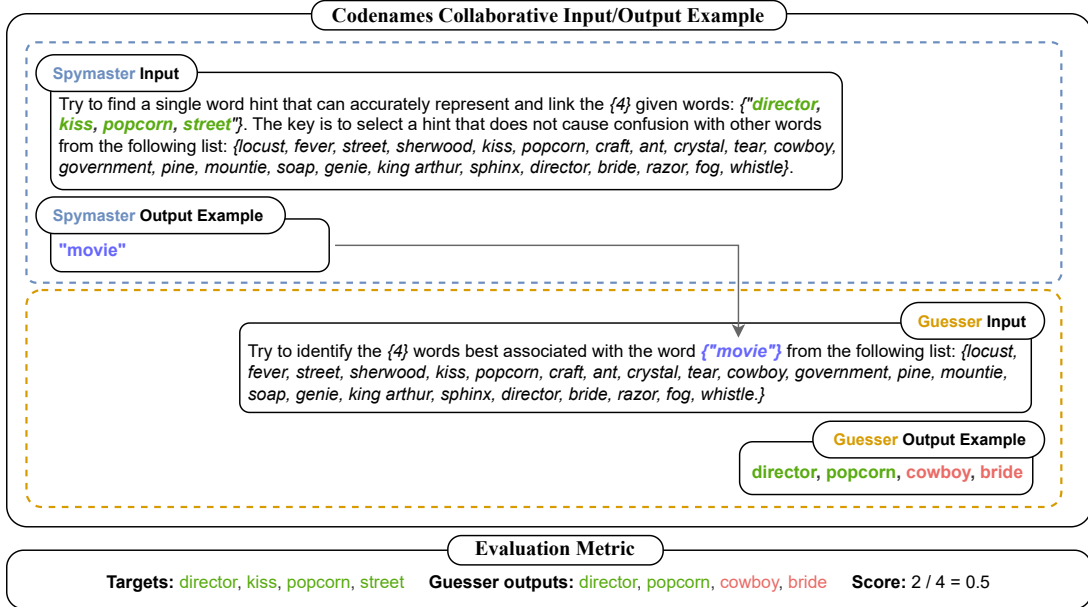 Codenames Collaborative Input/Output Example
Spymaster Input
Try to find a single word hint that can accurately represent and link the {4} given words: {"director,
kiss, popcorn, street"}. The key is to select a hint that does not cause confusion with other words
from the following list: {locust, fever, street, sherwood, kiss, popcorn, craft, ant, crystal, tear, cowboy,
government, pine, mountie, soap, genie, king arthur, sphinx, director, bride, razor, fog, whistle}.
Spymaster Output Example
"movie"
Guesser Input
Try to identify the {4} words best associated with the word {"movie"} from the following list: {locust,
fever, street, sherwood, kiss, popcorn, craft, ant, crystal, tear, cowboy, government, pine, mountie,
soap, genie, king arthur, sphinx, director, bride, razor, fog, whistle.}
Guesser Output Example
director, popcorn, cowboy, bride
Evaluation Metric
Targets: director, kiss, popcorn, street Guesser outputs: director, popcorn, cowboy, bride Score: 2 / 4 = 0.5